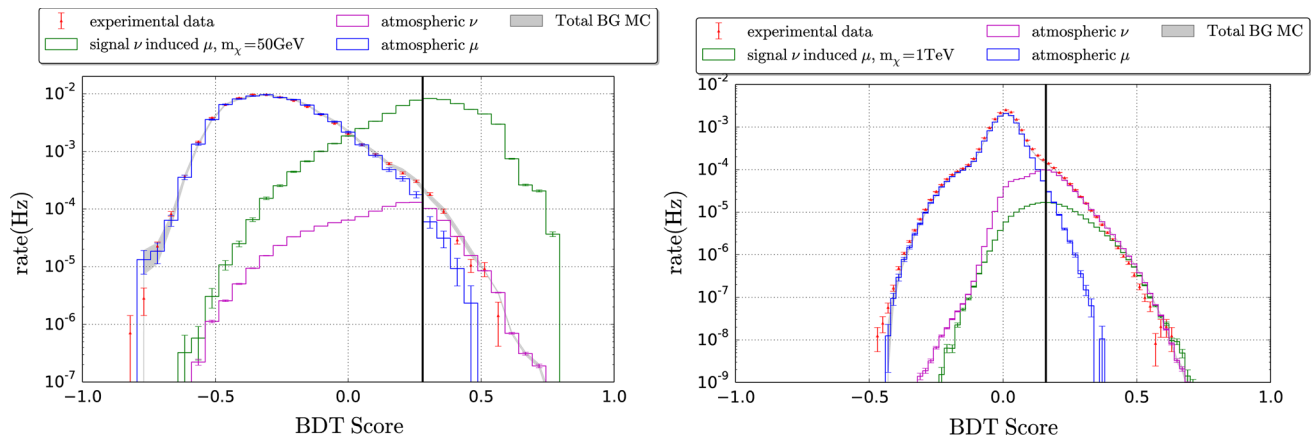 experimental data
atmospheric ν
Total BG MC
signal ν induced μ, mχ=50GeV
atmospheric μ
10⁻²
10⁻³
10⁻⁴
10⁻⁵
10⁻⁶
10⁻⁷
rate(Hz)
−1.0 −0.5 0.0 0.5 1.0
BDT Score
experimental data
atmospheric ν
Total BG MC
signal ν induced μ, mχ=1TeV
atmospheric μ
10⁻²
10⁻³
10⁻⁴
10⁻⁵
10⁻⁶
10⁻⁷
10⁻⁸
10⁻⁹
rate(Hz)
−1.0 −0.5 0.0 0.5 1.0
BDT Score